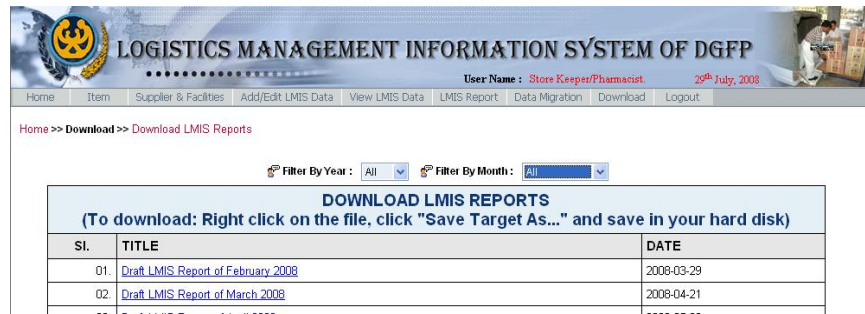 LOGISTICS MANAGEMENT INFORMATION SYSTEM OF DGFP
User Name : Store Keeper/Pharmacist. 29th July, 2008
Home Item Supplier & Facilities Add/Edit LMIS Data View LMIS Data LMIS Report Data Migration Download Logout
Home >> Download >> Download LMIS Reports
Filter By Year : All Filter By Month : All
DOWNLOAD LMIS REPORTS
(To download: Right click on the file, click "Save Target As..." and save in your hard disk)
Sl. TITLE DATE
01. Draft LMIS Report of February 2008 2008-03-29
02. Draft LMIS Report of March 2008 2008-04-21